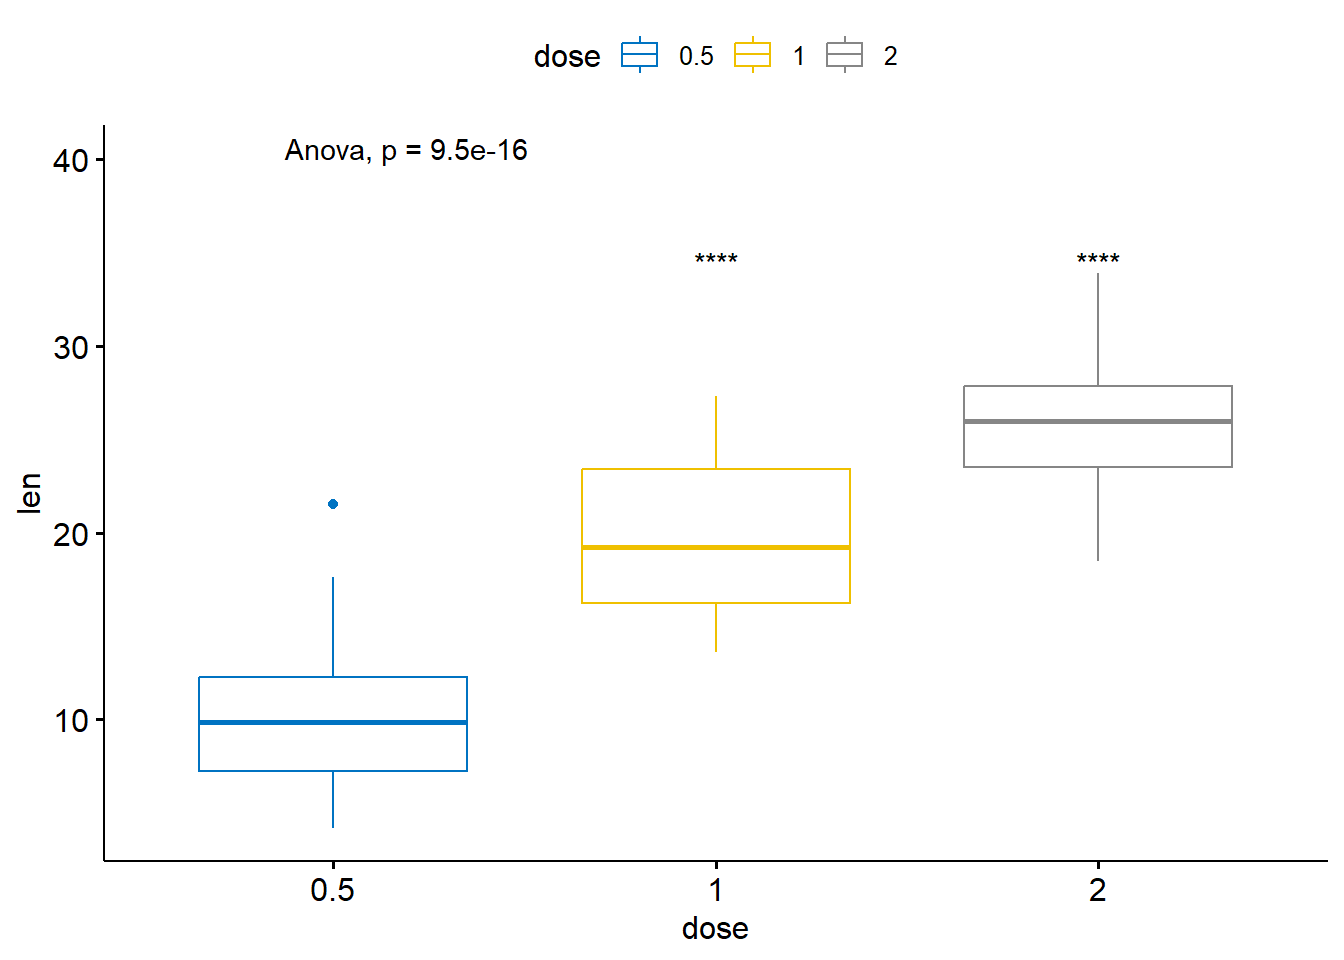 dose 0.5 1 2
Anova, p = 9.5e-16
40
**** ****
30
len
20
10
0.5 1 2
dose